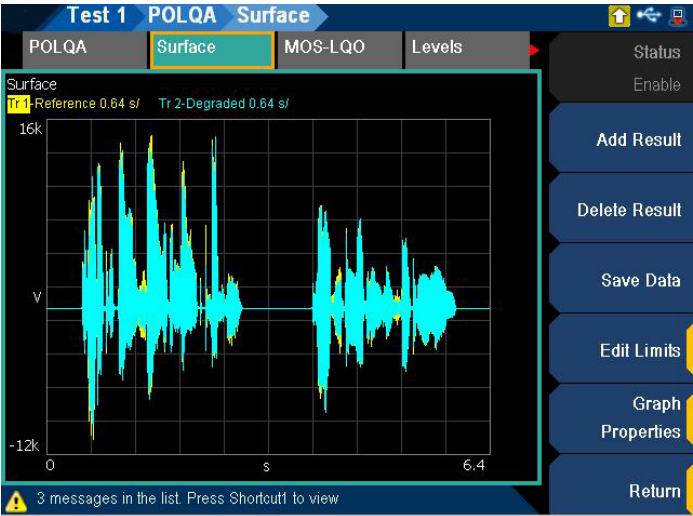 Test 1 POLQA Surface
POLQA Surface MOS-LQO Levels
Status
Enable
Surface
Tr 1-Reference 0.64 s/ Tr 2-Degraded 0.64 s/
16k
V
-12k
0 s 6.4
Add Result
Delete Result
Save Data
Edit Limits
Graph
Properties
Return
3 messages in the list. Press Shortcut1 to view